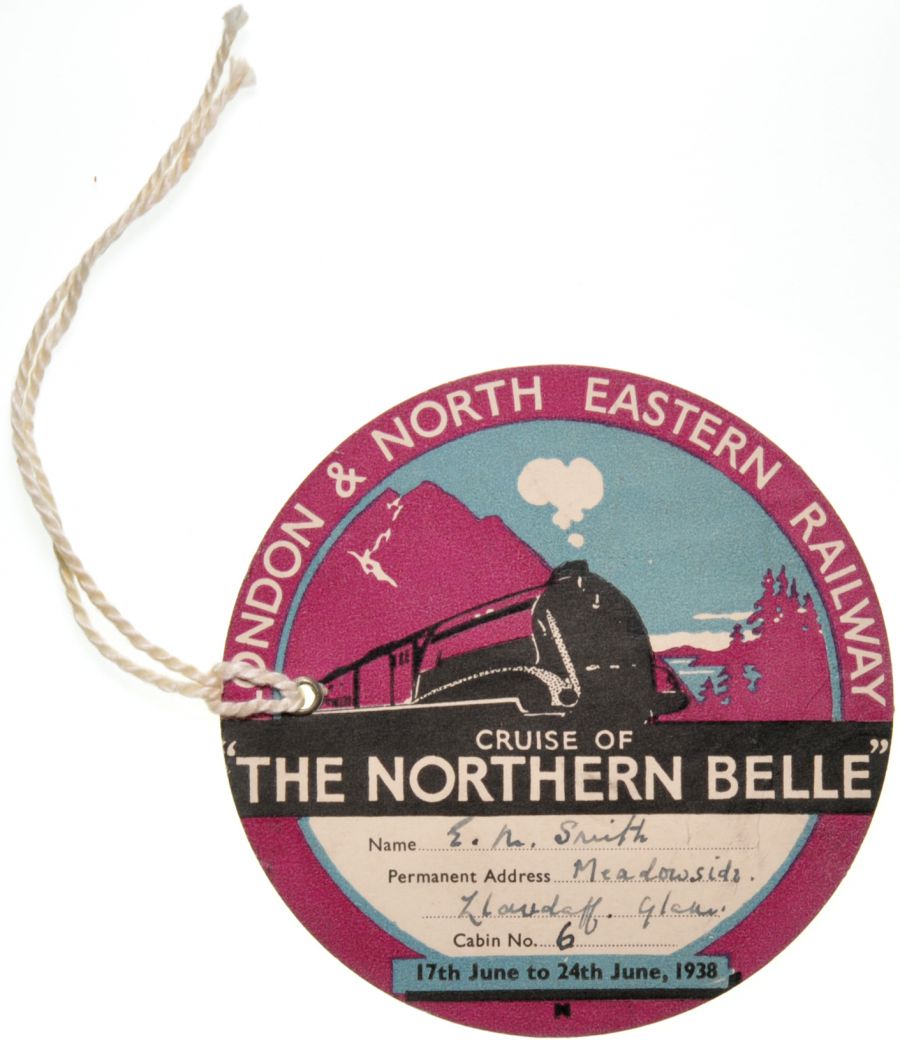 LONDON & NORTH EASTERN RAILWAY
CRUISE OF
“THE NORTHERN BELLE”
Name E. M. Smith
Permanent Address Meadowside.
Llandaff. Glam.
Cabin No. 6
17th June to 24th June, 1938
N